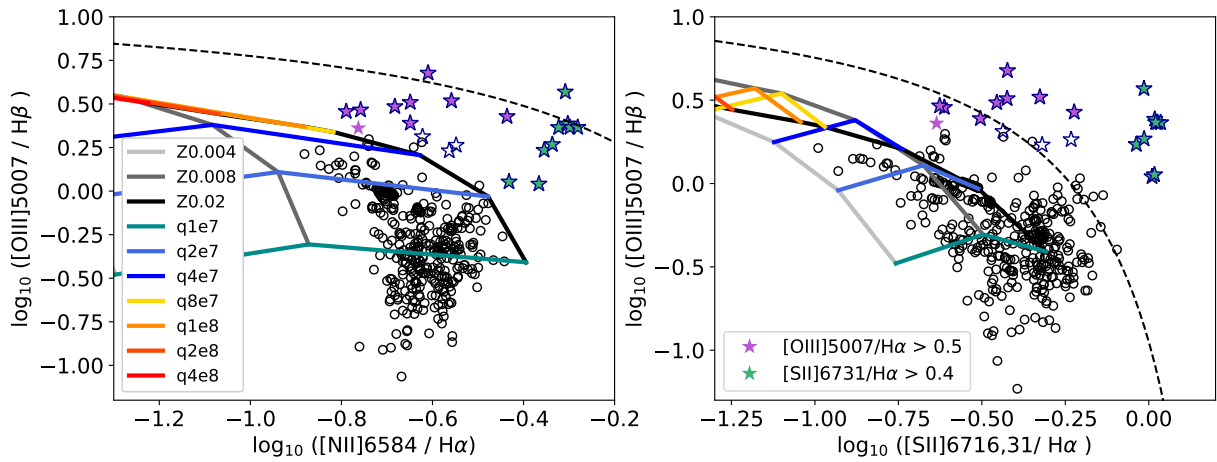 1.00
0.75
0.50
0.25
0.00
−0.25
−0.50
−0.75
−1.00
log₁₀ ([OIII]5007 / Hβ )
Z0.004
Z0.008
Z0.02
q1e7
q2e7
q4e7
q8e7
q1e8
q2e8
q4e8
−1.2 −1.0 −0.8 −0.6 −0.4 −0.2
log₁₀ ([NII]6584 / Hα)
1.0
0.5
0.0
−0.5
−1.0
log₁₀ ([OIII]5007 / Hβ )
[OIII]5007/Hα > 0.5
[SII]6731/Hα > 0.4
−1.25 −1.00 −0.75 −0.50 −0.25 0.00
log₁₀ ([SII]6716,31/ Hα )